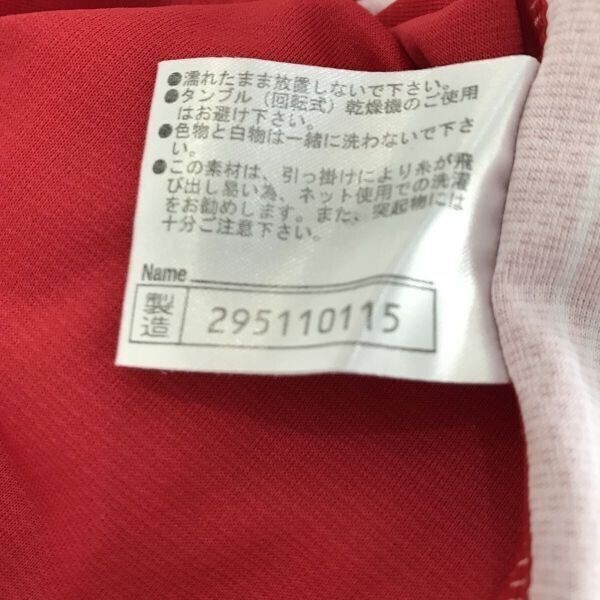 ●濡れたまま放置しないで下さい。
●タンブル(回転式)乾燥機のご使用
はお避け下さい。
●色物と白物は一緒に洗わないで下さ
い。
●この素材は、引っ掛けにより糸が飛
び出し易い為、ネット使用での洗濯
をお勧めします。また、突起物には
十分ご注意下さい。
Name
製造 295110115